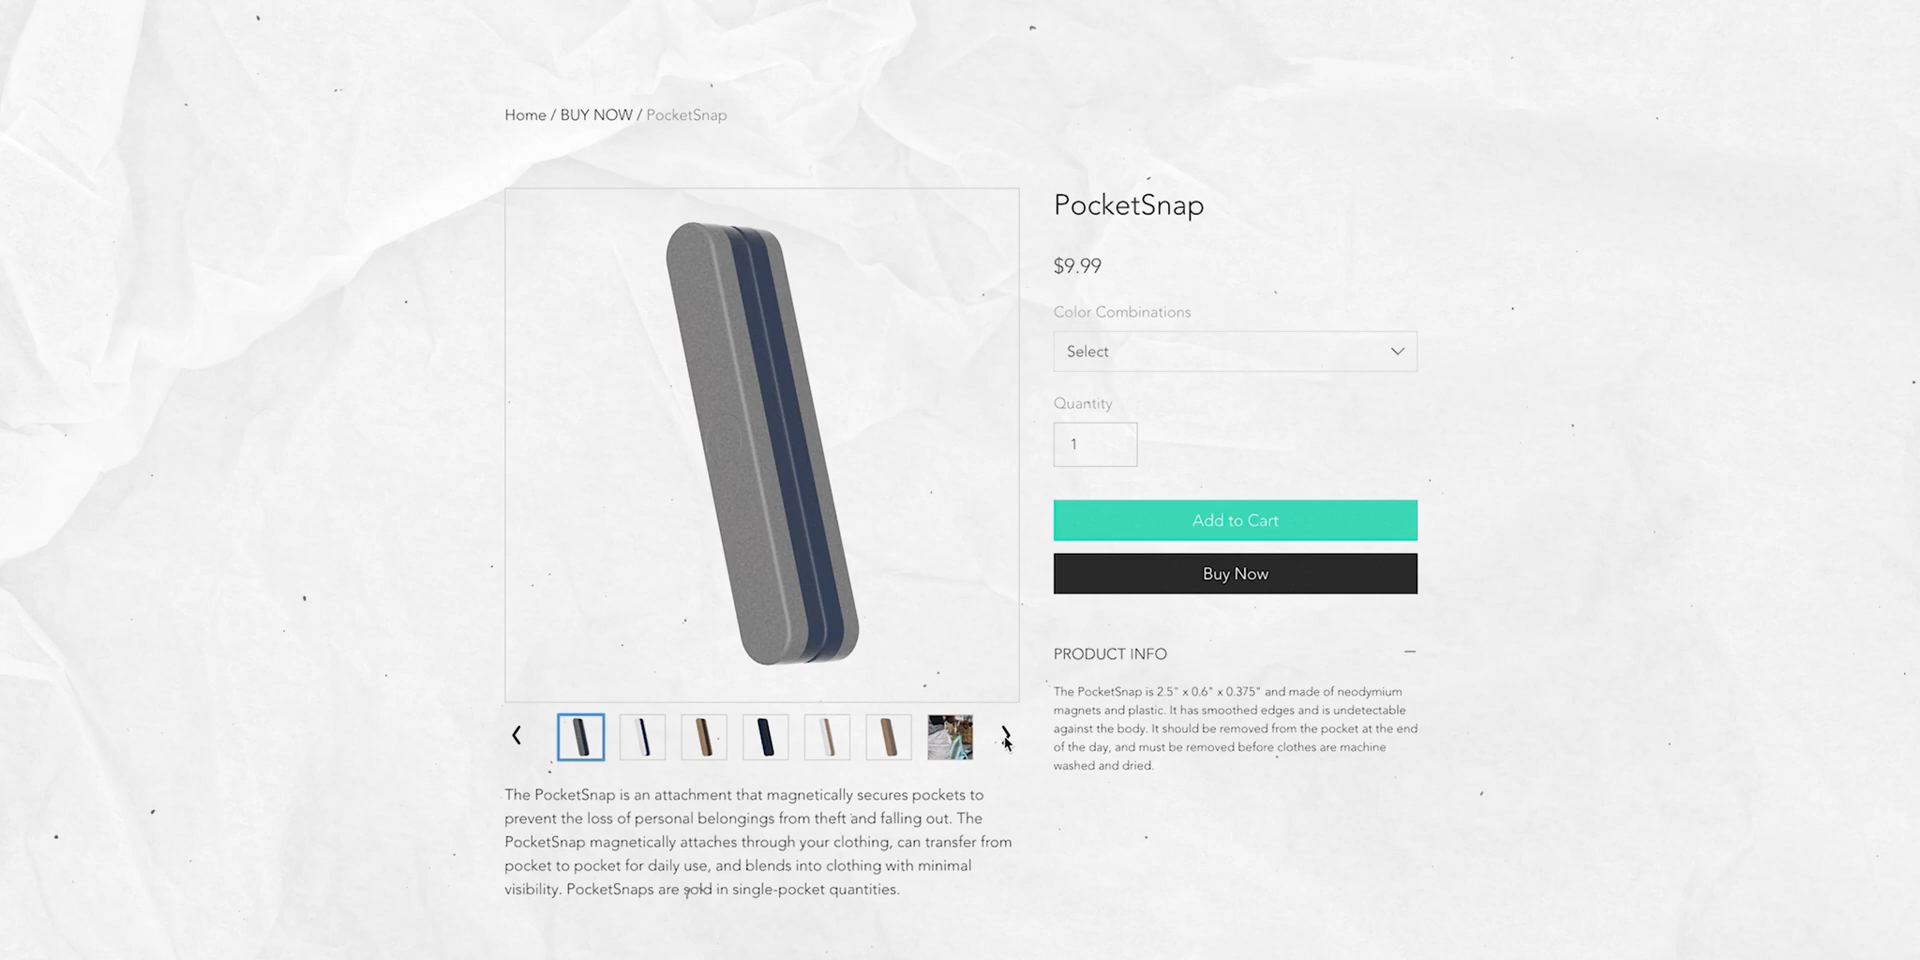 Home / BUY NOW / PocketSnap
PocketSnap
$9.99
Color Combinations
Select
Quantity
1
Add to Cart
Buy Now
PRODUCT INFO
The PocketSnap is 2.5" x 0.6" x 0.375" and made of neodymium
magnets and plastic. It has smoothed edges and is undetectable
against the body. It should be removed from the pocket at the end
of the day, and must be removed before clothes are machine
washed and dried.
The PocketSnap is an attachment that magnetically secures pockets to
prevent the loss of personal belongings from theft and falling out. The
PocketSnap magnetically attaches through your clothing, can transfer from
pocket to pocket for daily use, and blends into clothing with minimal
visibility. PocketSnaps are sold in single-pocket quantities.